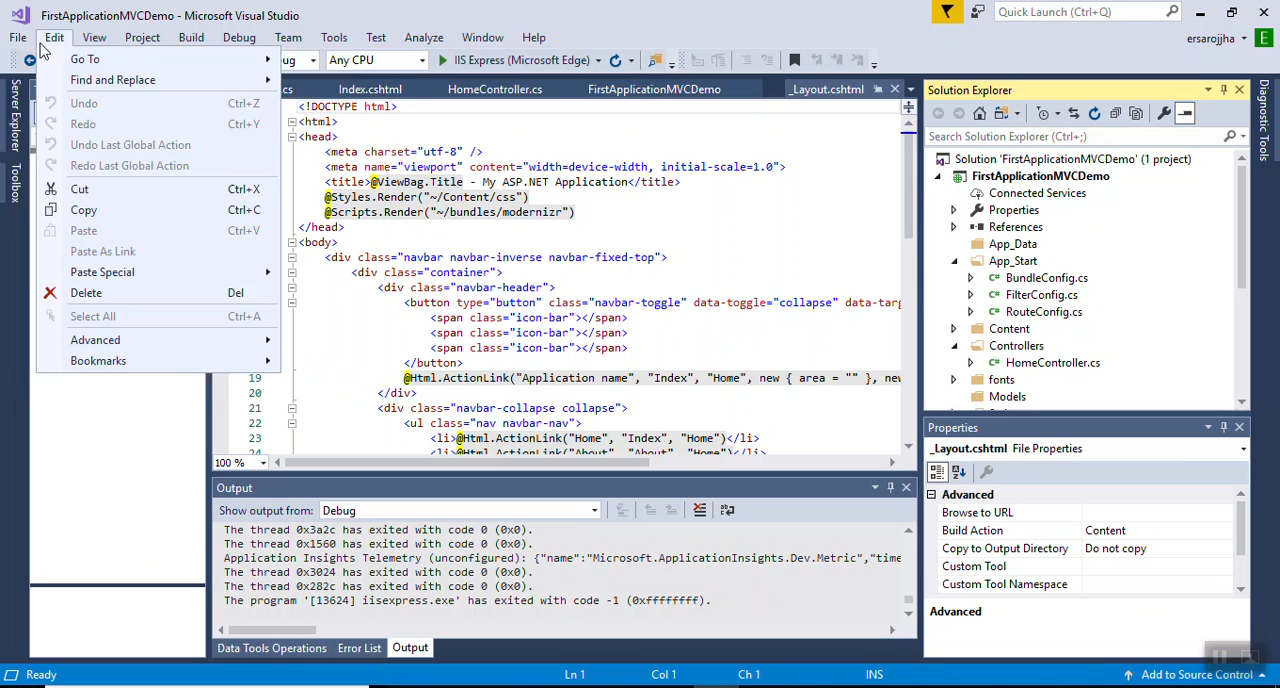 FirstApplicationMVCDemo - Microsoft Visual Studio
Quick Launch (Ctrl+Q)
File Edit View Project Build Debug Team Tools Test Analyze Window Help
ersarojjha E
Any CPU IIS Express (Microsoft Edge)
Go To
Find and Replace
Undo Ctrl+Z
Redo Ctrl+Y
Undo Last Global Action
Redo Last Global Action
Cut Ctrl+X
Copy Ctrl+C
Paste Ctrl+V
Paste As Link
Paste Special
Delete Del
Select All Ctrl+A
Advanced
Bookmarks
Server Explorer
Toolbox
Index.cshtml HomeController.cs FirstApplicationMVCDemo _Layout.cshtml
<!DOCTYPE html>
<html>
<head>
<meta charset="utf-8" />
<meta name="viewport" content="width=device-width, initial-scale=1.0">
<title>@ViewBag.Title - My ASP.NET Application</title>
@Styles.Render("~/Content/css")
@Scripts.Render("~/bundles/modernizr")
</head>
<body>
<div class="navbar navbar-inverse navbar-fixed-top">
<div class="container">
<div class="navbar-header">
<button type="button" class="navbar-toggle" data-toggle="collapse" data-targ
<span class="icon-bar"></span>
<span class="icon-bar"></span>
<span class="icon-bar"></span>
</button>
19 @Html.ActionLink("Application name", "Index", "Home", new { area = "" }, new
20 </div>
21 <div class="navbar-collapse collapse">
22 <ul class="nav navbar-nav">
23 <li>@Html.ActionLink("Home", "Index", "Home")</li>
24 <li>@Html.ActionLink("About", "About", "Home")</li>
100 %
Output
Show output from: Debug
The thread 0x3a2c has exited with code 0 (0x0).
The thread 0x1560 has exited with code 0 (0x0).
Application Insights Telemetry (unconfigured): {"name":"Microsoft.ApplicationInsights.Dev.Metric","time
The thread 0x3024 has exited with code 0 (0x0).
The thread 0x282c has exited with code 0 (0x0).
The program '[13624] iisexpress.exe' has exited with code -1 (0xffffffff).
Data Tools Operations Error List Output
Solution Explorer
Search Solution Explorer (Ctrl+;)
Solution 'FirstApplicationMVCDemo' (1 project)
FirstApplicationMVCDemo
Connected Services
Properties
References
App_Data
App_Start
C# BundleConfig.cs
C# FilterConfig.cs
C# RouteConfig.cs
Content
Controllers
C# HomeController.cs
fonts
Models
Properties
_Layout.cshtml File Properties
Advanced
Browse to URL
Build Action Content
Copy to Output Directory Do not copy
Custom Tool
Custom Tool Namespace
Advanced
Diagnostic Tools
Ready Ln 1 Col 1 Ch 1 INS Add to Source Control